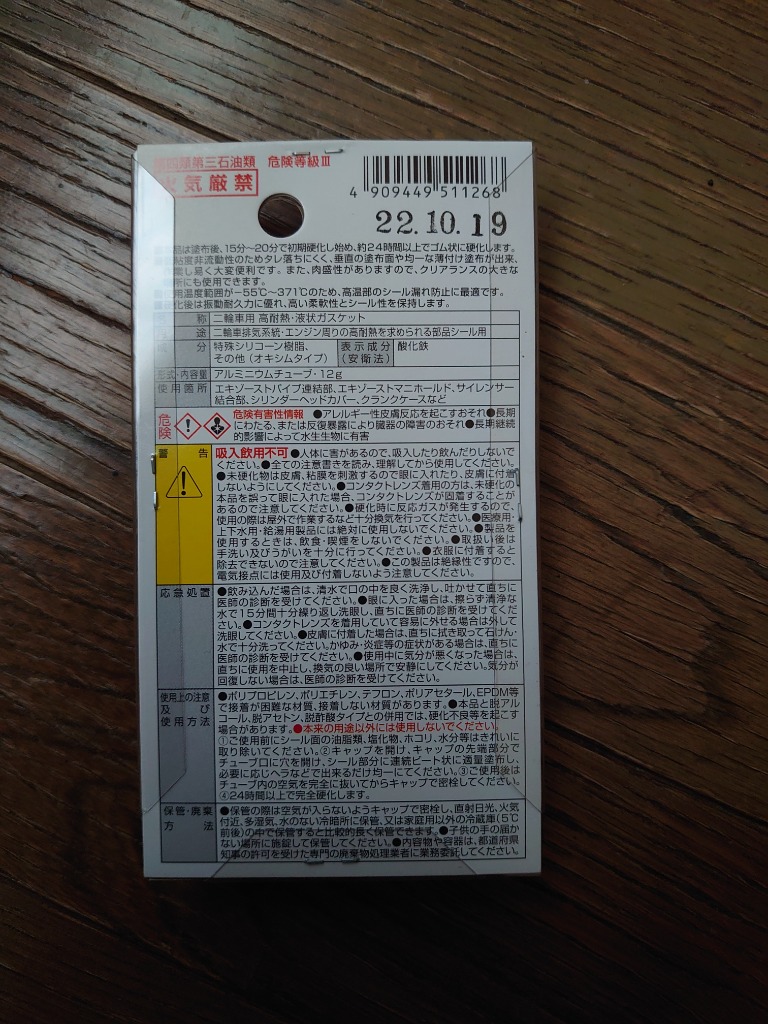 第四類第三石油類 危険等級Ⅲ
火気厳禁
4 909449 511268
22.10.19
品は塗布後、15分〜20分で初期硬化し始め、約24時間以上でゴム状に硬化します。
粘度非流動性のためタレ落ちにくく、垂直の塗布面や均一な薄付け塗布が出来、
し易く大変便利です。また、肉盛性がありますので、クリアランスの大きな
所にも使用できます。
使用温度範囲が−55℃〜371℃のため、高温部のシール漏れ防止に最適です。
硬化後は振動耐久力に優れ、高い柔軟性とシール性を保持します。
称 二輪車用 高耐熱・液状ガスケット
途 二輪車排気系統・エンジン周りの高耐熱を求められる部品シール用
成分 特殊シリコーン樹脂、
その他(オキシムタイプ)
表示成分
(安衛法)
酸化鉄
形式・内容量 アルミニウムチューブ・12g
使用箇所 エキゾーストパイプ連結部、エキゾーストマニホールド、サイレンサー
結合部、シリンダーヘッドカバー、クランクケースなど
危険
危険有害性情報 ●アレルギー性皮膚反応を起こすおそれ●長期
にわたる、または反復暴露により臓器の障害のおそれ●長期継続
的影響によって水生生物に有害
警告
吸入飲用不可 ●人体に害があるので、吸入したり飲んだりしないで
ください。●全ての注意書きを読み、理解してから使用してください。
●未硬化物は皮膚、粘膜を刺激するので眼に入れたり、皮膚に付着
しないようにしてください。●コンタクトレンズ着用の方は、未硬化の
本品を誤って眼に入れた場合、コンタクトレンズが固着することが
あるので注意してください。●硬化時に反応ガスが発生するので、
使用の際は屋外で作業するなど十分換気を行ってください。●医療用・
上下水用・給湯用製品には絶対に使用しないでください。●製品を
使用するときは、飲食・喫煙をしないでください。●取扱い後は
手洗い及びうがいを十分に行ってください。●衣服に付着すると
除去できないので注意してください。●この製品は絶縁性ですので、
電気接点には使用及び付着しないよう注意してください。
応急処置 ●飲み込んだ場合は、清水で口の中を良く洗浄し、吐かせて直ちに
医師の診断を受けてください。●眼に入った場合は、擦らず清浄な
水で15分間十分繰り返し洗眼し、直ちに医師の診断を受けてくださ
い。●コンタクトレンズを着用していて容易に外せる場合は外して
洗眼してください。●皮膚に付着した場合は、直ちに拭き取って石けん・
水で十分洗ってください。かゆみ・炎症等の症状がある場合は、直ちに
医師の診断を受けてください。●使用中に気分が悪くなった場合は、
直ちに使用を中止し、換気の良い場所で安静にしてください。気分が
回復しない場合は、医師の診断を受けてください。
使用上の注意
及び
使用方法
●ポリプロピレン、ポリエチレン、テフロン、ポリアセタール、EPDM等
で接着が困難な材質、接着しない材質があります。●本品と脱アル
コール、脱アセトン、脱酢酸タイプとの併用では、硬化不良等を起こす
場合があります。●本来の用途以外には使用しないでください。
①ご使用前にシール面の油脂類、塩化物、ホコリ、水分等はきれいに
取り除いてください。②キャップを開け、キャップの先端部分で
チューブ口に穴を開け、シール部分に連続ビード状に適量塗布し、
必要に応じヘラなどで出来るだけ均一にしてください。③ご使用後は
チューブ内の空気を完全に抜いてからキャップで密栓してください。
④24時間以上で完全硬化します。
保管・廃棄
方法
●保管の際は空気が入らないようキャップで密栓し、直射日光、火気
付近、多湿気、水のない冷暗所に保管、又は家庭用以外の冷蔵庫(5℃
前後)の中で保管すると比較的長く保管できます。●子供の手の届か
ない場所に施錠して保管してください。●内容物や容器は、都道府県
知事の許可を受けた専門の廃棄物処理業者に業務委託してください。